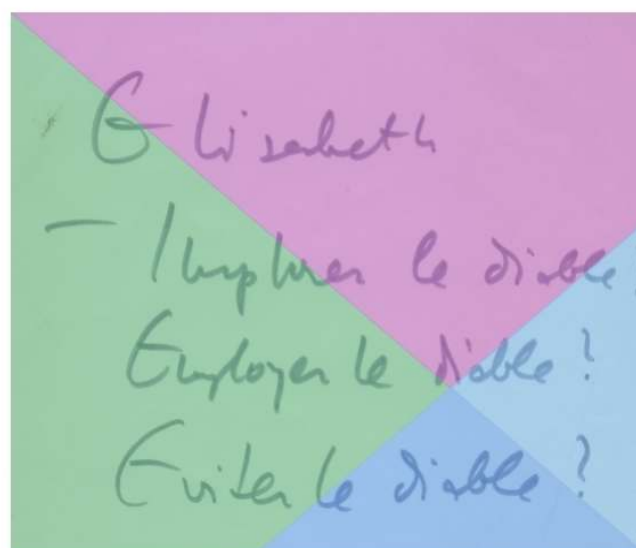 Elisabeth
— Implorer le diable
Employer le diable ?
Eviter le diable ?